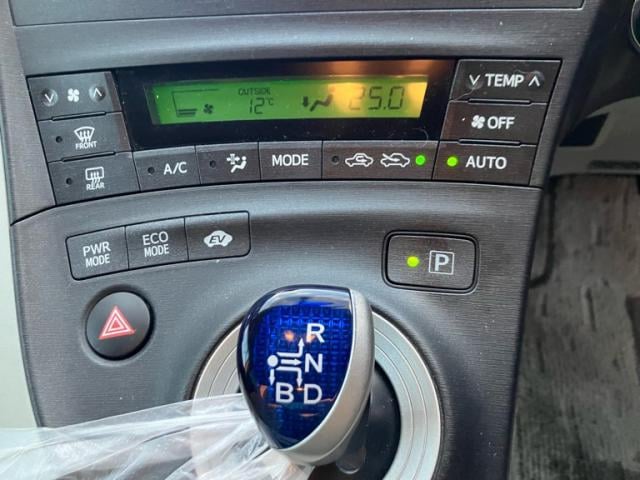 OUTSIDE
12°C 25.0
∨ ∧ ∨ TEMP ∧
FRONT OFF
REAR A/C MODE AUTO
PWR MODE ECO MODE EV P
R
N
B D